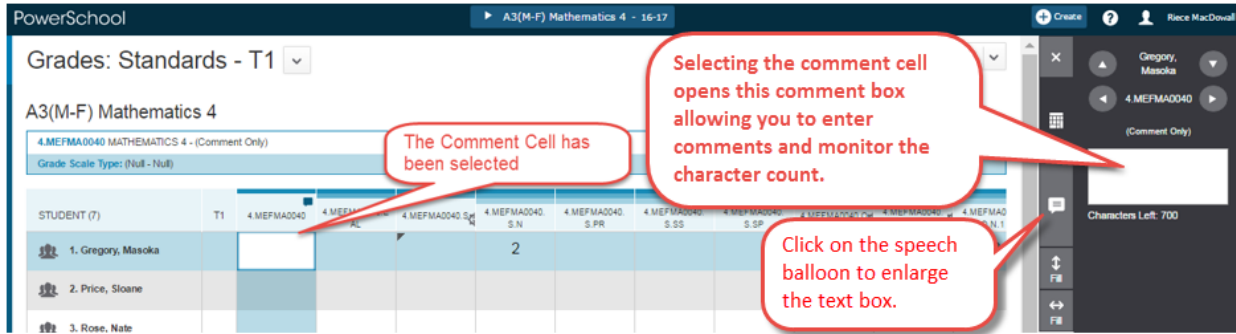 PowerSchool
A3(M-F) Mathematics 4 - 16-17
Create
Riece MacDowall
Grades: Standards - T1
A3(M-F) Mathematics 4
4.MEFMA0040 MATHEMATICS 4 - (Comment Only)
Grade Scale Type: (Null - Null)
The Comment Cell has
been selected
Selecting the comment cell
opens this comment box
allowing you to enter
comments and monitor the
character count.
Gregory,
Masoka
4.MEFMA0040
(Comment Only)
Characters Left: 700
STUDENT (7)
T1
4.MEFMA0040
AL
4.MEFMA0040.
S.N
4.MEFMA0040.
S.PR
4.MEFMA0040.
S.SS
4.MEFMA0040.
S.SP
1. Gregory, Masoka
2
2. Price, Sloane
3. Rose, Nate
Click on the speech
balloon to enlarge
the text box.
Fill
Fill